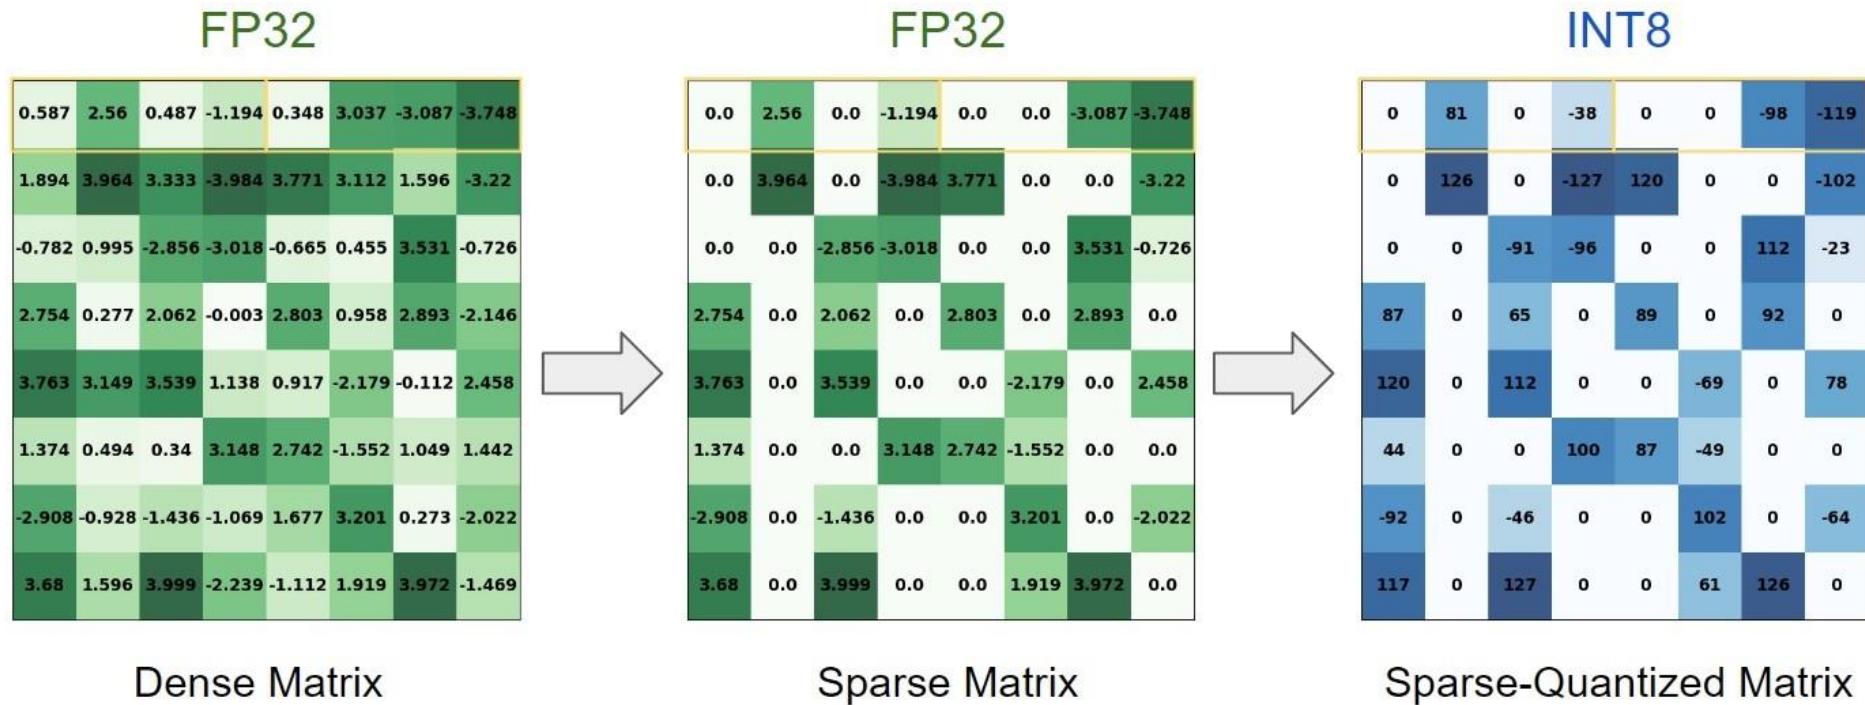 FP32 FP32 INT8
0.587 2.56 0.487 -1.194 0.348 3.037 -3.087 -3.748 0.0 2.56 0.0 -1.194 0.0 0.0 -3.087 -3.748 0 81 0 -38 0 0 -98 -119
1.894 3.964 3.333 -3.984 3.771 3.112 1.596 -3.22 0.0 3.964 0.0 -3.984 3.771 0.0 0.0 -3.22 0 126 0 -127 120 0 0 -102
-0.782 0.995 -2.856 -3.018 -0.665 0.455 3.531 -0.726 0.0 0.0 -2.856 -3.018 0.0 0.0 3.531 -0.726 0 0 -91 -96 0 0 112 -23
2.754 0.277 2.062 -0.003 2.803 0.958 2.893 -2.146 2.754 0.0 2.062 0.0 2.803 0.0 2.893 0.0 87 0 65 0 89 0 92 0
3.763 3.149 3.539 1.138 0.917 -2.179 -0.112 2.458 3.763 0.0 3.539 0.0 0.0 -2.179 0.0 2.458 120 0 112 0 0 -69 0 78
1.374 0.494 0.34 3.148 2.742 -1.552 1.049 1.442 1.374 0.0 0.0 3.148 2.742 -1.552 0.0 0.0 44 0 0 100 87 -49 0 0
-2.908 -0.928 -1.436 -1.069 1.677 3.201 0.273 -2.022 -2.908 0.0 -1.436 0.0 0.0 3.201 0.0 -2.022 -92 0 -46 0 0 102 0 -64
3.68 1.596 3.999 -2.239 -1.112 1.919 3.972 -1.469 3.68 0.0 3.999 0.0 0.0 1.919 3.972 0.0 117 0 127 0 0 61 126 0
Dense Matrix Sparse Matrix Sparse-Quantized Matrix